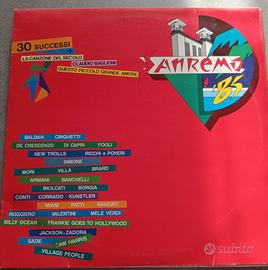 30 SUCCESSI
+
LA CANZONE DEL SECOLO
CLAUDIO BAGLIONI
QUESTO PICCOLO GRANDE AMORE
SANREMO
'85
BALDAN CINQUETTI
DE CRESCENZO DI CAPRI FOGLI
NEW TROLLS RICCHI e POVERI
SIMONE
MORI VILLA BRARD
ARMANI BANCHELLI
BIOLCATI BORGIA
CONTI CORRADO KUNSTLER
MIANI PATTI RANCATI
RUGGIERO VALENTINI MELE VERDI
BILLY OCEAN FRANKIE GOES TO HOLLYWOOD
JACKSON-ZADORA
SADE SAM HARRIS
VILLAGE PEOPLE
subito